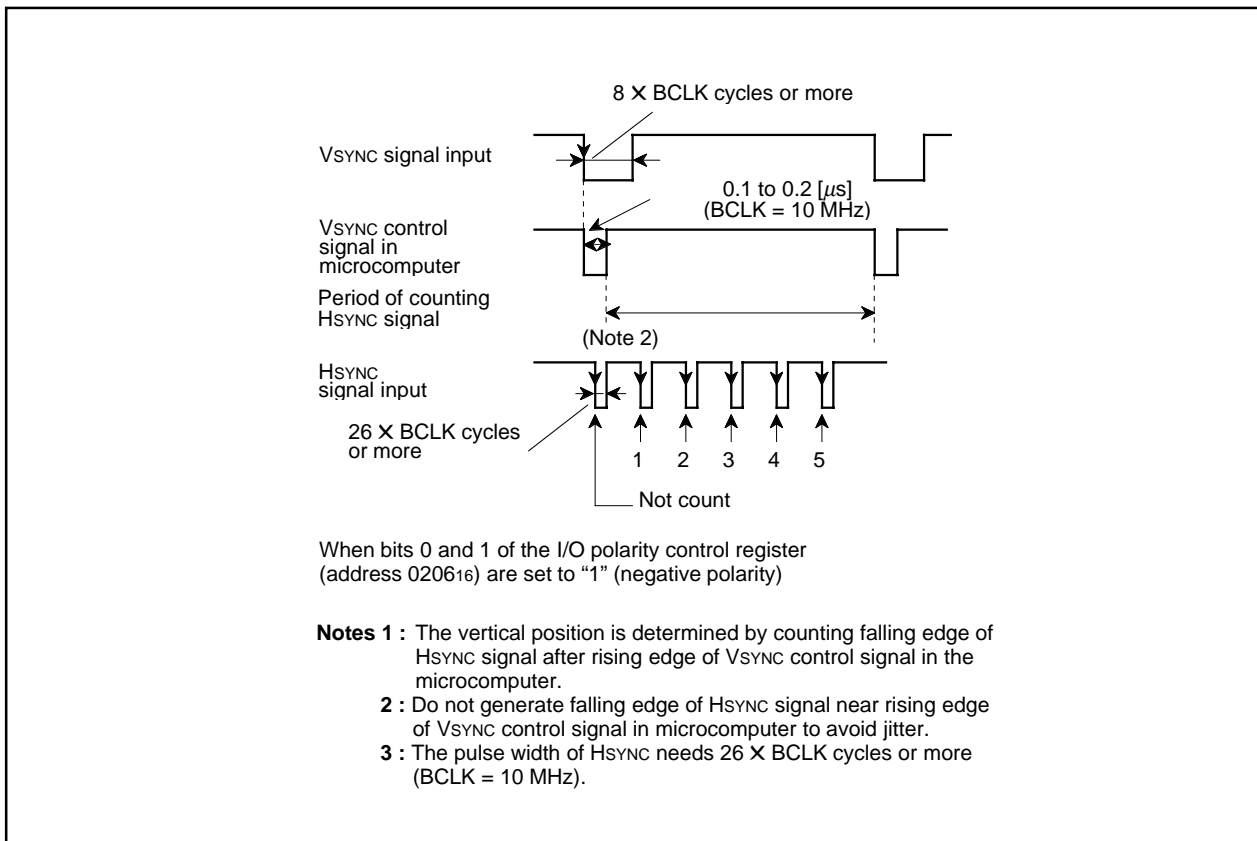 8 X BCLK cycles or more
VSYNC signal input
0.1 to 0.2 [μs]
(BCLK = 10 MHz)
VSYNC control
signal in
microcomputer
Period of counting
HSYNC signal
(Note 2)
HSYNC
signal input
26 X BCLK cycles
or more
1 2 3 4 5
Not count
When bits 0 and 1 of the I/O polarity control register
(address 020616) are set to “1” (negative polarity)
Notes 1 : The vertical position is determined by counting falling edge of
HSYNC signal after rising edge of VSYNC control signal in the
microcomputer.
2 : Do not generate falling edge of HSYNC signal near rising edge
of VSYNC control signal in microcomputer to avoid jitter.
3 : The pulse width of HSYNC needs 26 X BCLK cycles or more
(BCLK = 10 MHz).